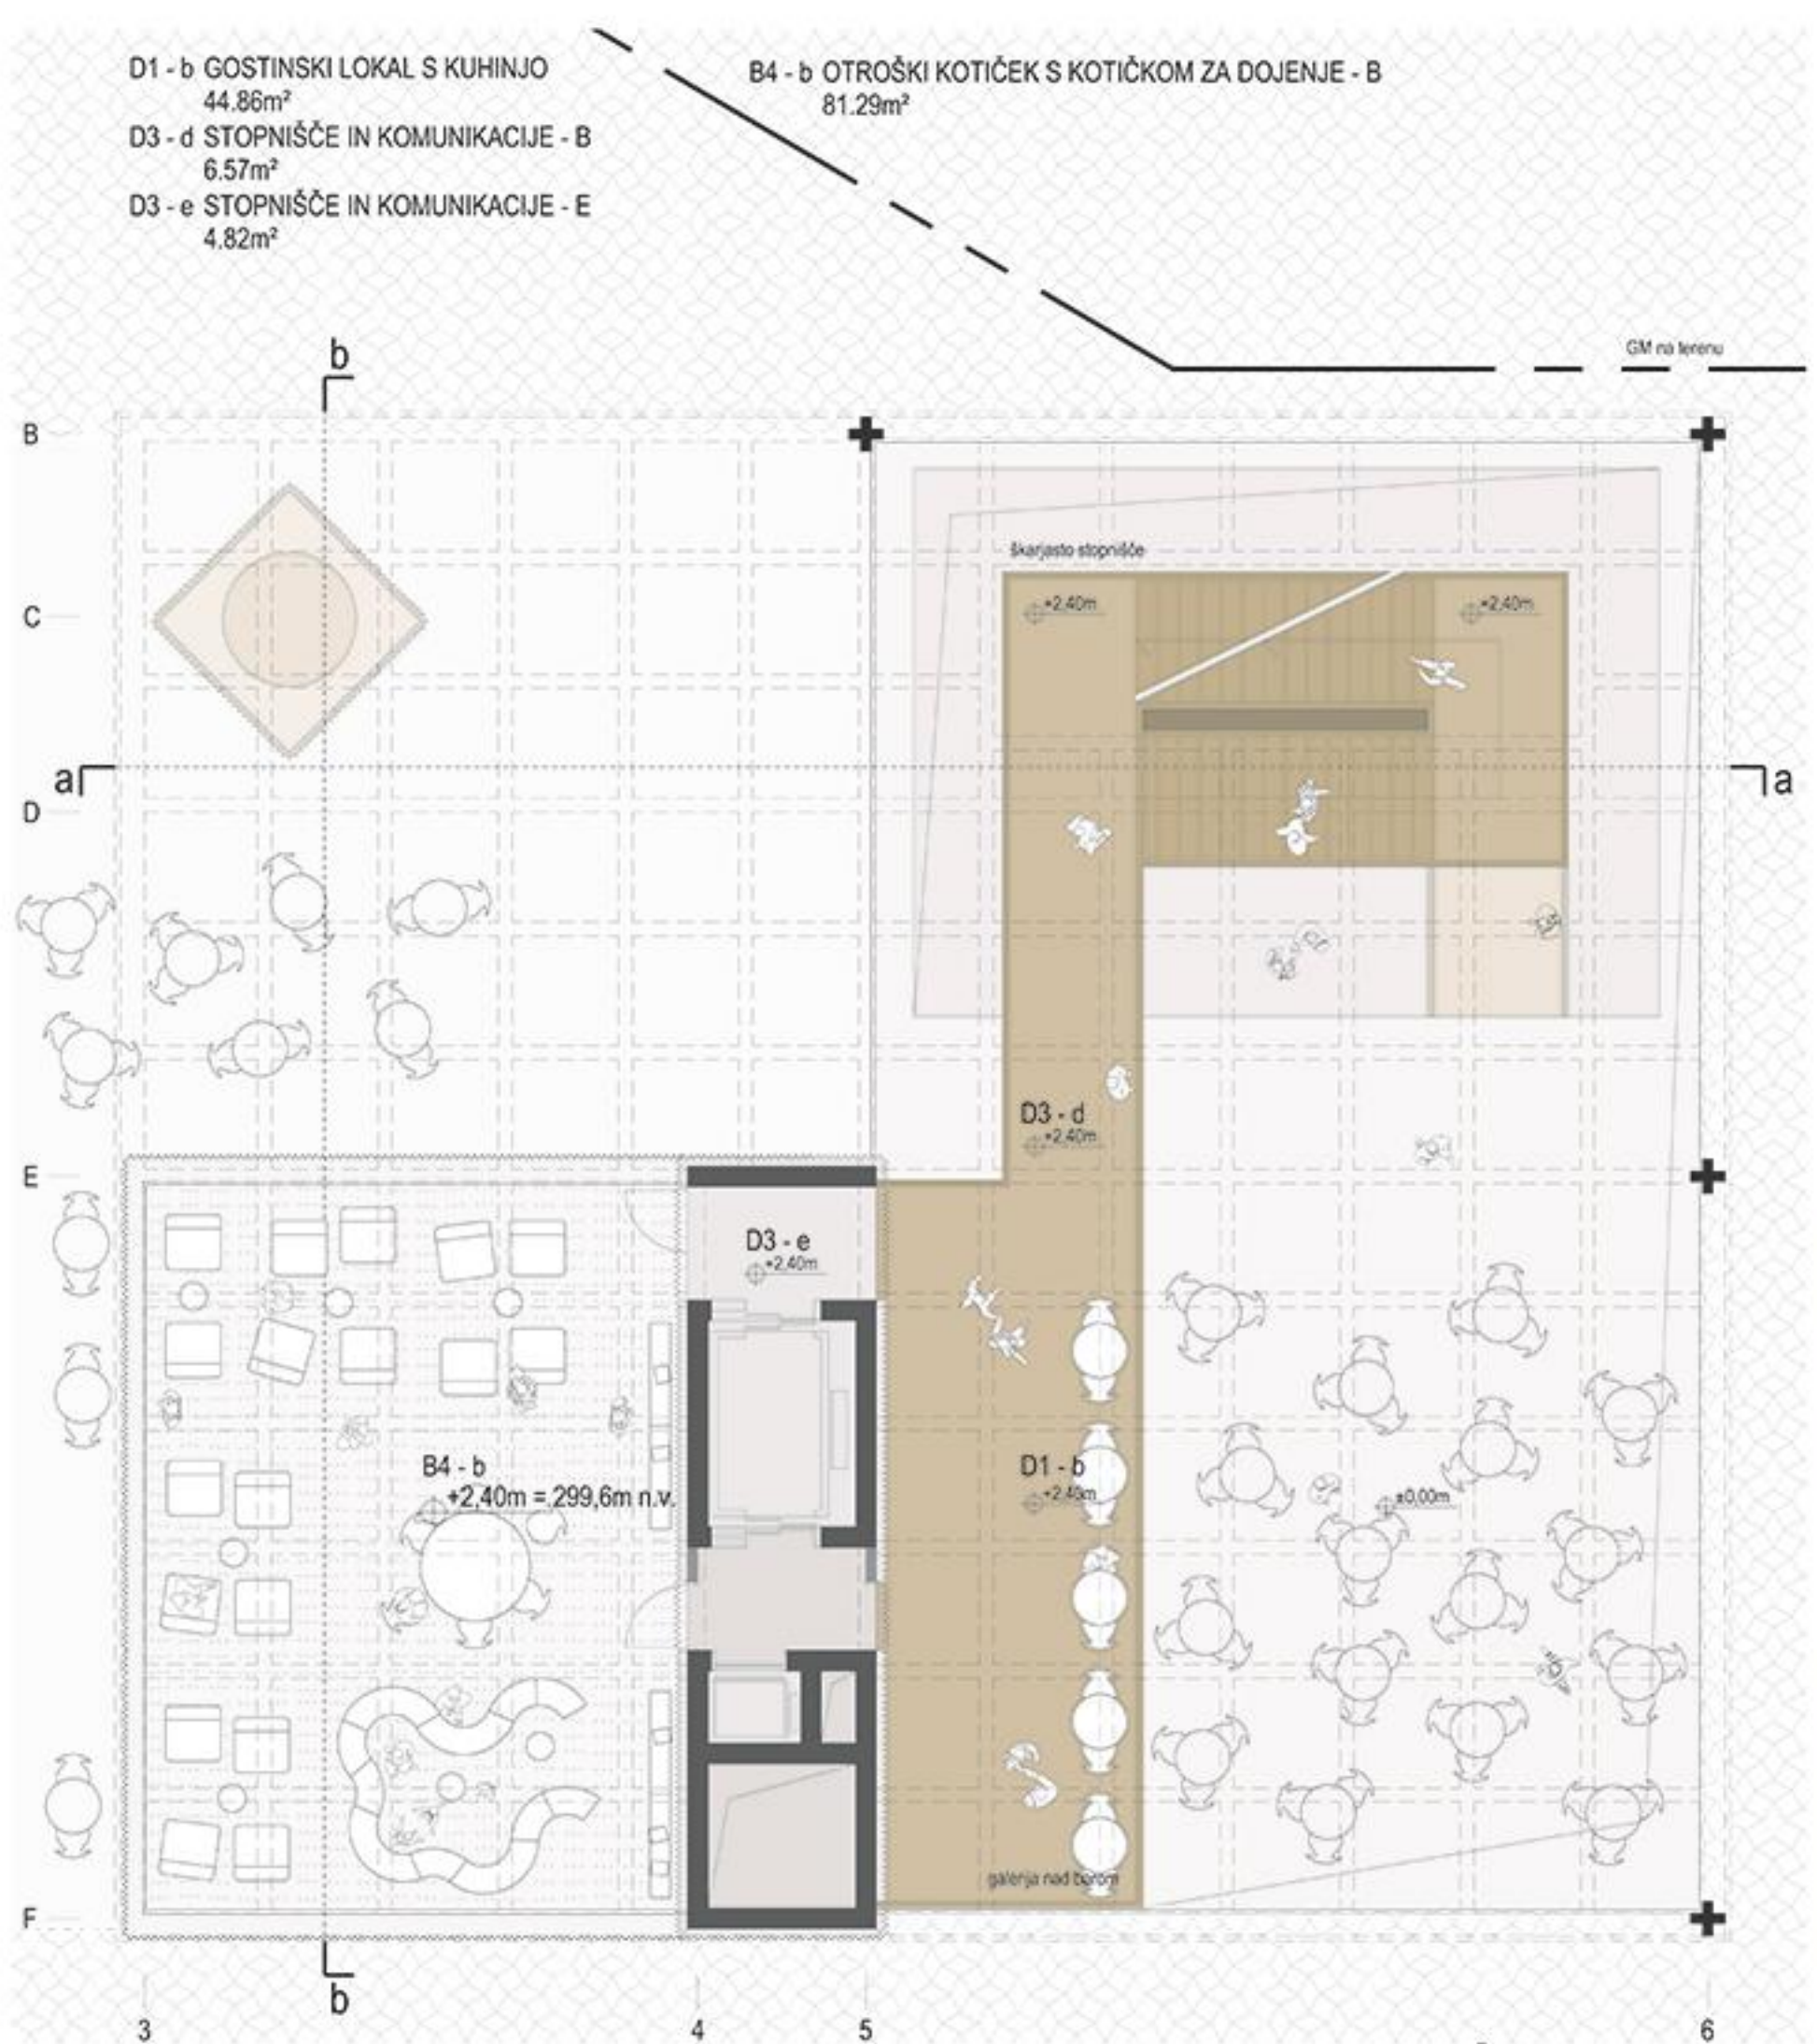 D1 - b GOSTINSKI LOKAL S KUHINJO
44.86m²
D3 - d STOPNIŠČE IN KOMUNIKACIJE - B
6.57m²
D3 - e STOPNIŠČE IN KOMUNIKACIJE - E
4.82m²
B4 - b OTROŠKI KOTIČEK S KOTIČKOM ZA DOJENJE - B
81.29m²
GM na terenu
b
B
škarjasto stopnišče
+2,40m
+2,40m
C
a
a
D
D3 - d
+2,40m
E
D3 - e
+2,40m
B4 - b
+2,40m = 299,6m n.v.
D1 - b
+2,40m
±0,00m
galerija nad barom
F
b
3
4
5
6